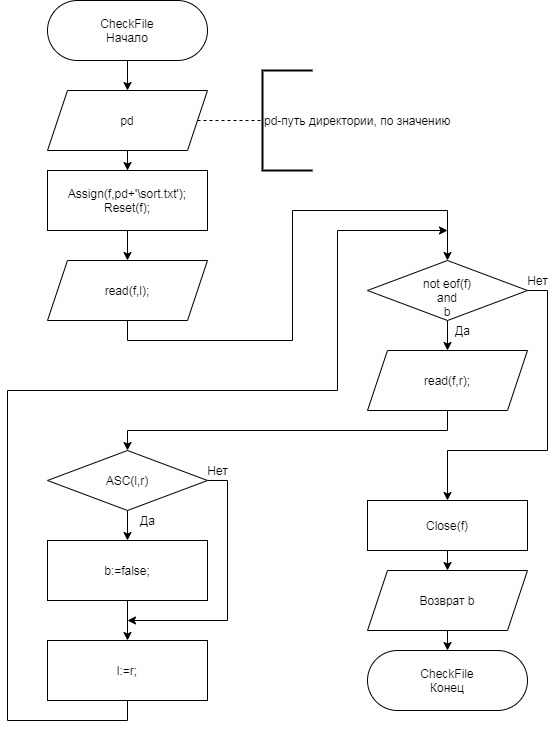 CheckFile
Начало
pd
pd-путь директории, по значению
Assign(f,pd+'\sort.txt');
Reset(f);
read(f,l);
not eof(f)
and
b
Нет
Да
read(f,r);
ASC(l,r)
Нет
Да
b:=false;
l:=r;
Close(f)
Возврат b
CheckFile
Конец